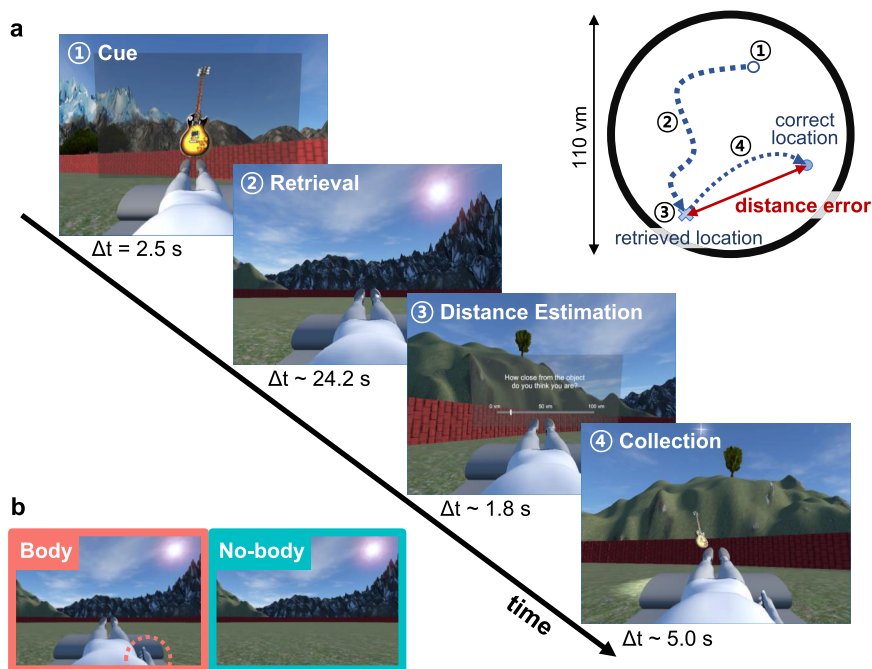 a
① Cue
Δt = 2.5 s
② Retrieval
Δt ~ 24.2 s
③ Distance Estimation
How close from the object
do you think you are?
0 vm 50 vm 100 vm
Δt ~ 1.8 s
④ Collection
Δt ~ 5.0 s
time
110 vm
①
②
③
④
correct
location
distance error
retrieved location
b
Body
No-body